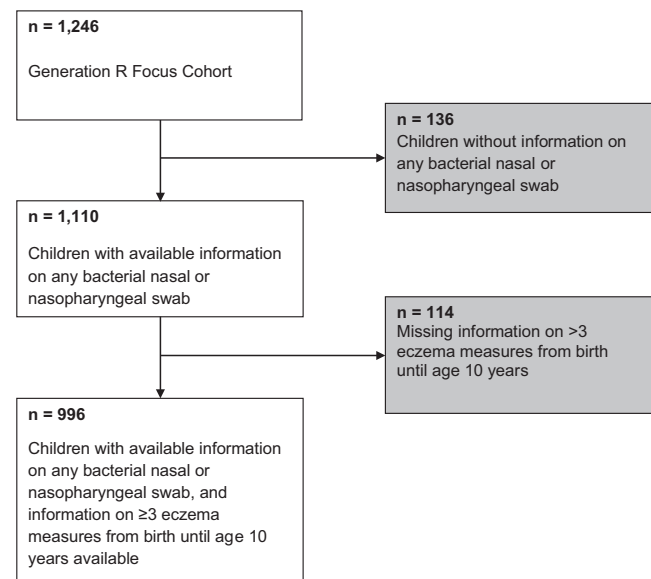 n = 1,246
Generation R Focus Cohort
n = 136
Children without information on
any bacterial nasal or
nasopharyngeal swab
n = 1,110
Children with available information
on any bacterial nasal or
nasopharyngeal swab
n = 114
Missing information on >3
eczema measures from birth
until age 10 years
n = 996
Children with available information
on any bacterial nasal or
nasopharyngeal swab, and
information on ≥3 eczema
measures from birth until age 10
years available